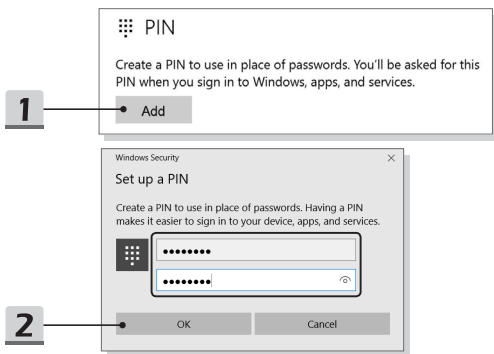 PIN
Create a PIN to use in place of passwords. You'll be asked for this
PIN when you sign in to Windows, apps, and services.
1
Add
Windows Security
Set up a PIN
Create a PIN to use in place of passwords. Having a PIN
makes it easier to sign in to your device, apps, and services.
••••••••
••••••••
2
OK Cancel